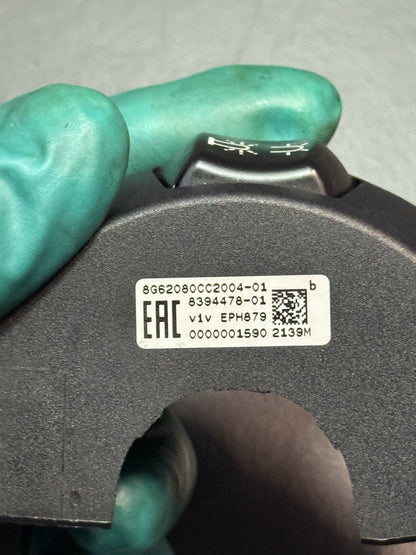 8G62080CC2004-01 b
8394478-01
EAC
v1v EPH879
0000001590 2139M